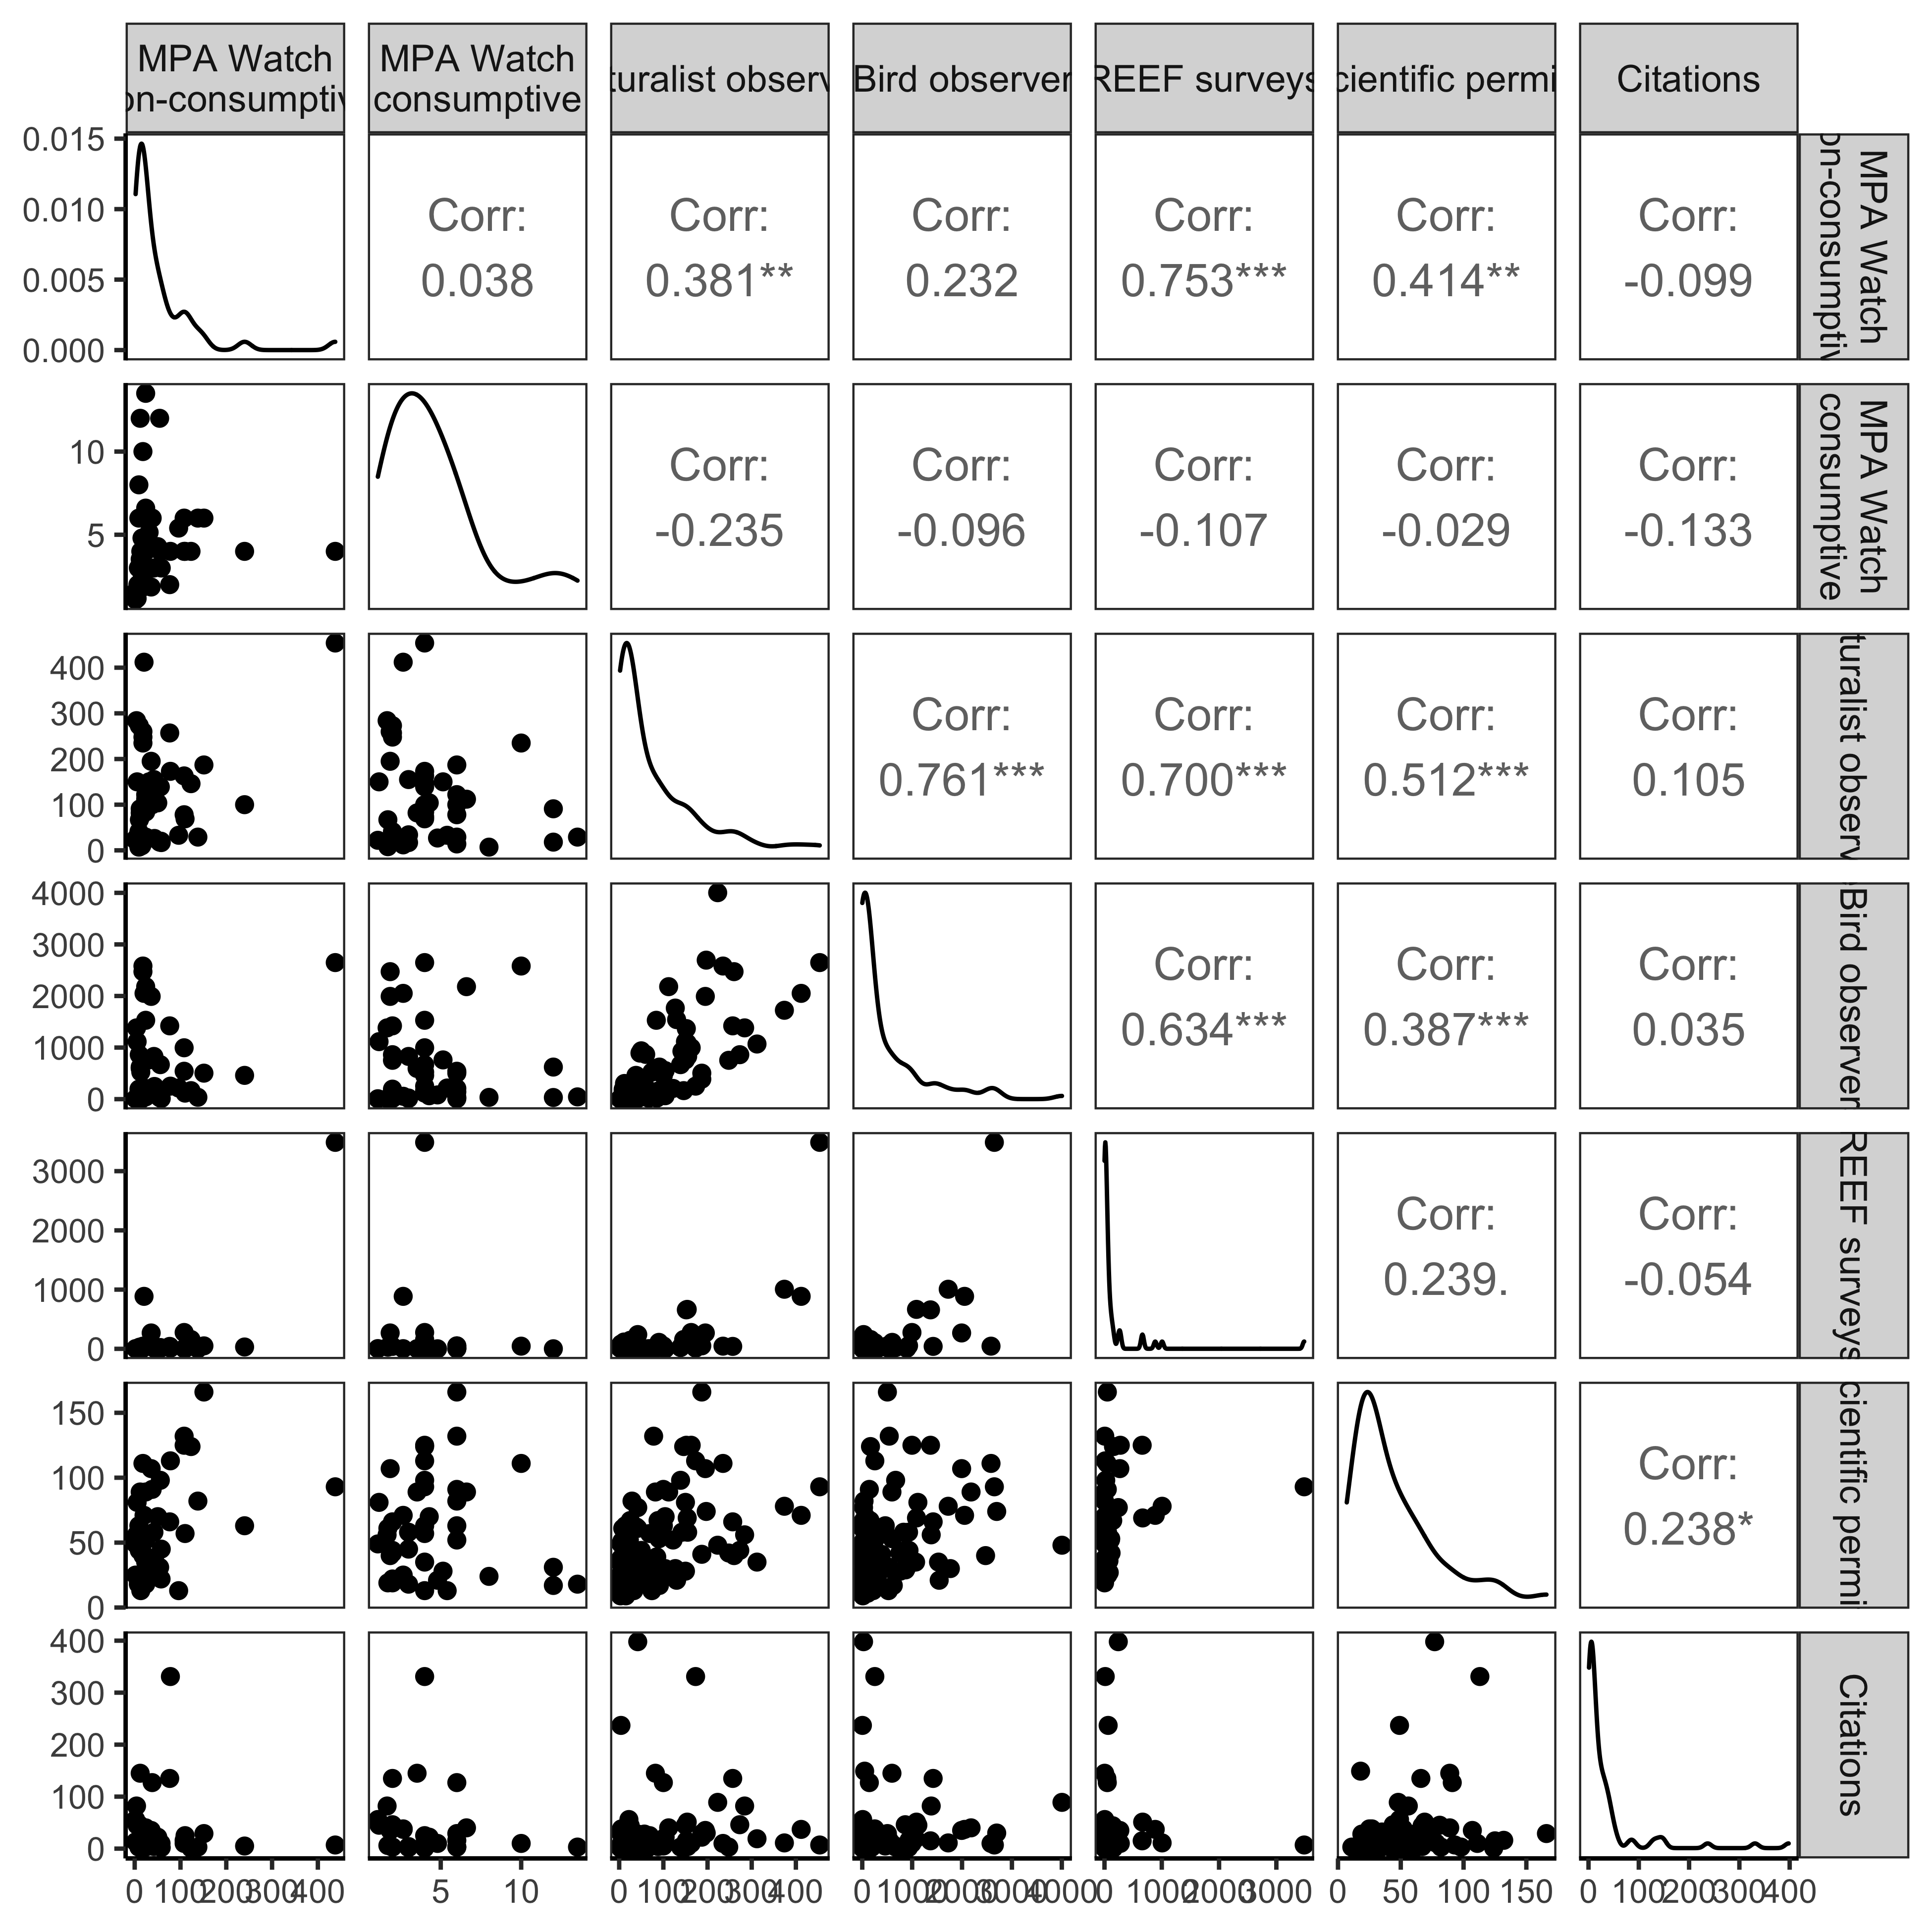 MPA Watch
on-consumptiv
MPA Watch
consumptive
turalist observ
Bird observer
REEF surveys
cientific permi
Citations
0.015
0.010
0.005
0.000
Corr:
0.038
Corr:
0.381**
Corr:
0.232
Corr:
0.753***
Corr:
0.414**
Corr:
-0.099
MPA Watch
on-consumptiv
10
5
Corr:
-0.235
Corr:
-0.096
Corr:
-0.107
Corr:
-0.029
Corr:
-0.133
MPA Watch
consumptive
400
300
200
100
0
Corr:
0.761***
Corr:
0.700***
Corr:
0.512***
Corr:
0.105
turalist observ
4000
3000
2000
1000
0
Corr:
0.634***
Corr:
0.387***
Corr:
0.035
Bird observer
3000
2000
1000
0
Corr:
0.239.
Corr:
-0.054
REEF surveys
150
100
50
0
Corr:
0.238*
cientific permi
400
300
200
100
0
Citations
0 100 200 300 400
5 10
0 100 200 300 400
0 1000 2000 3000 4000
0 1000 2000 3000
0 50 100 150
0 100 200 300 400